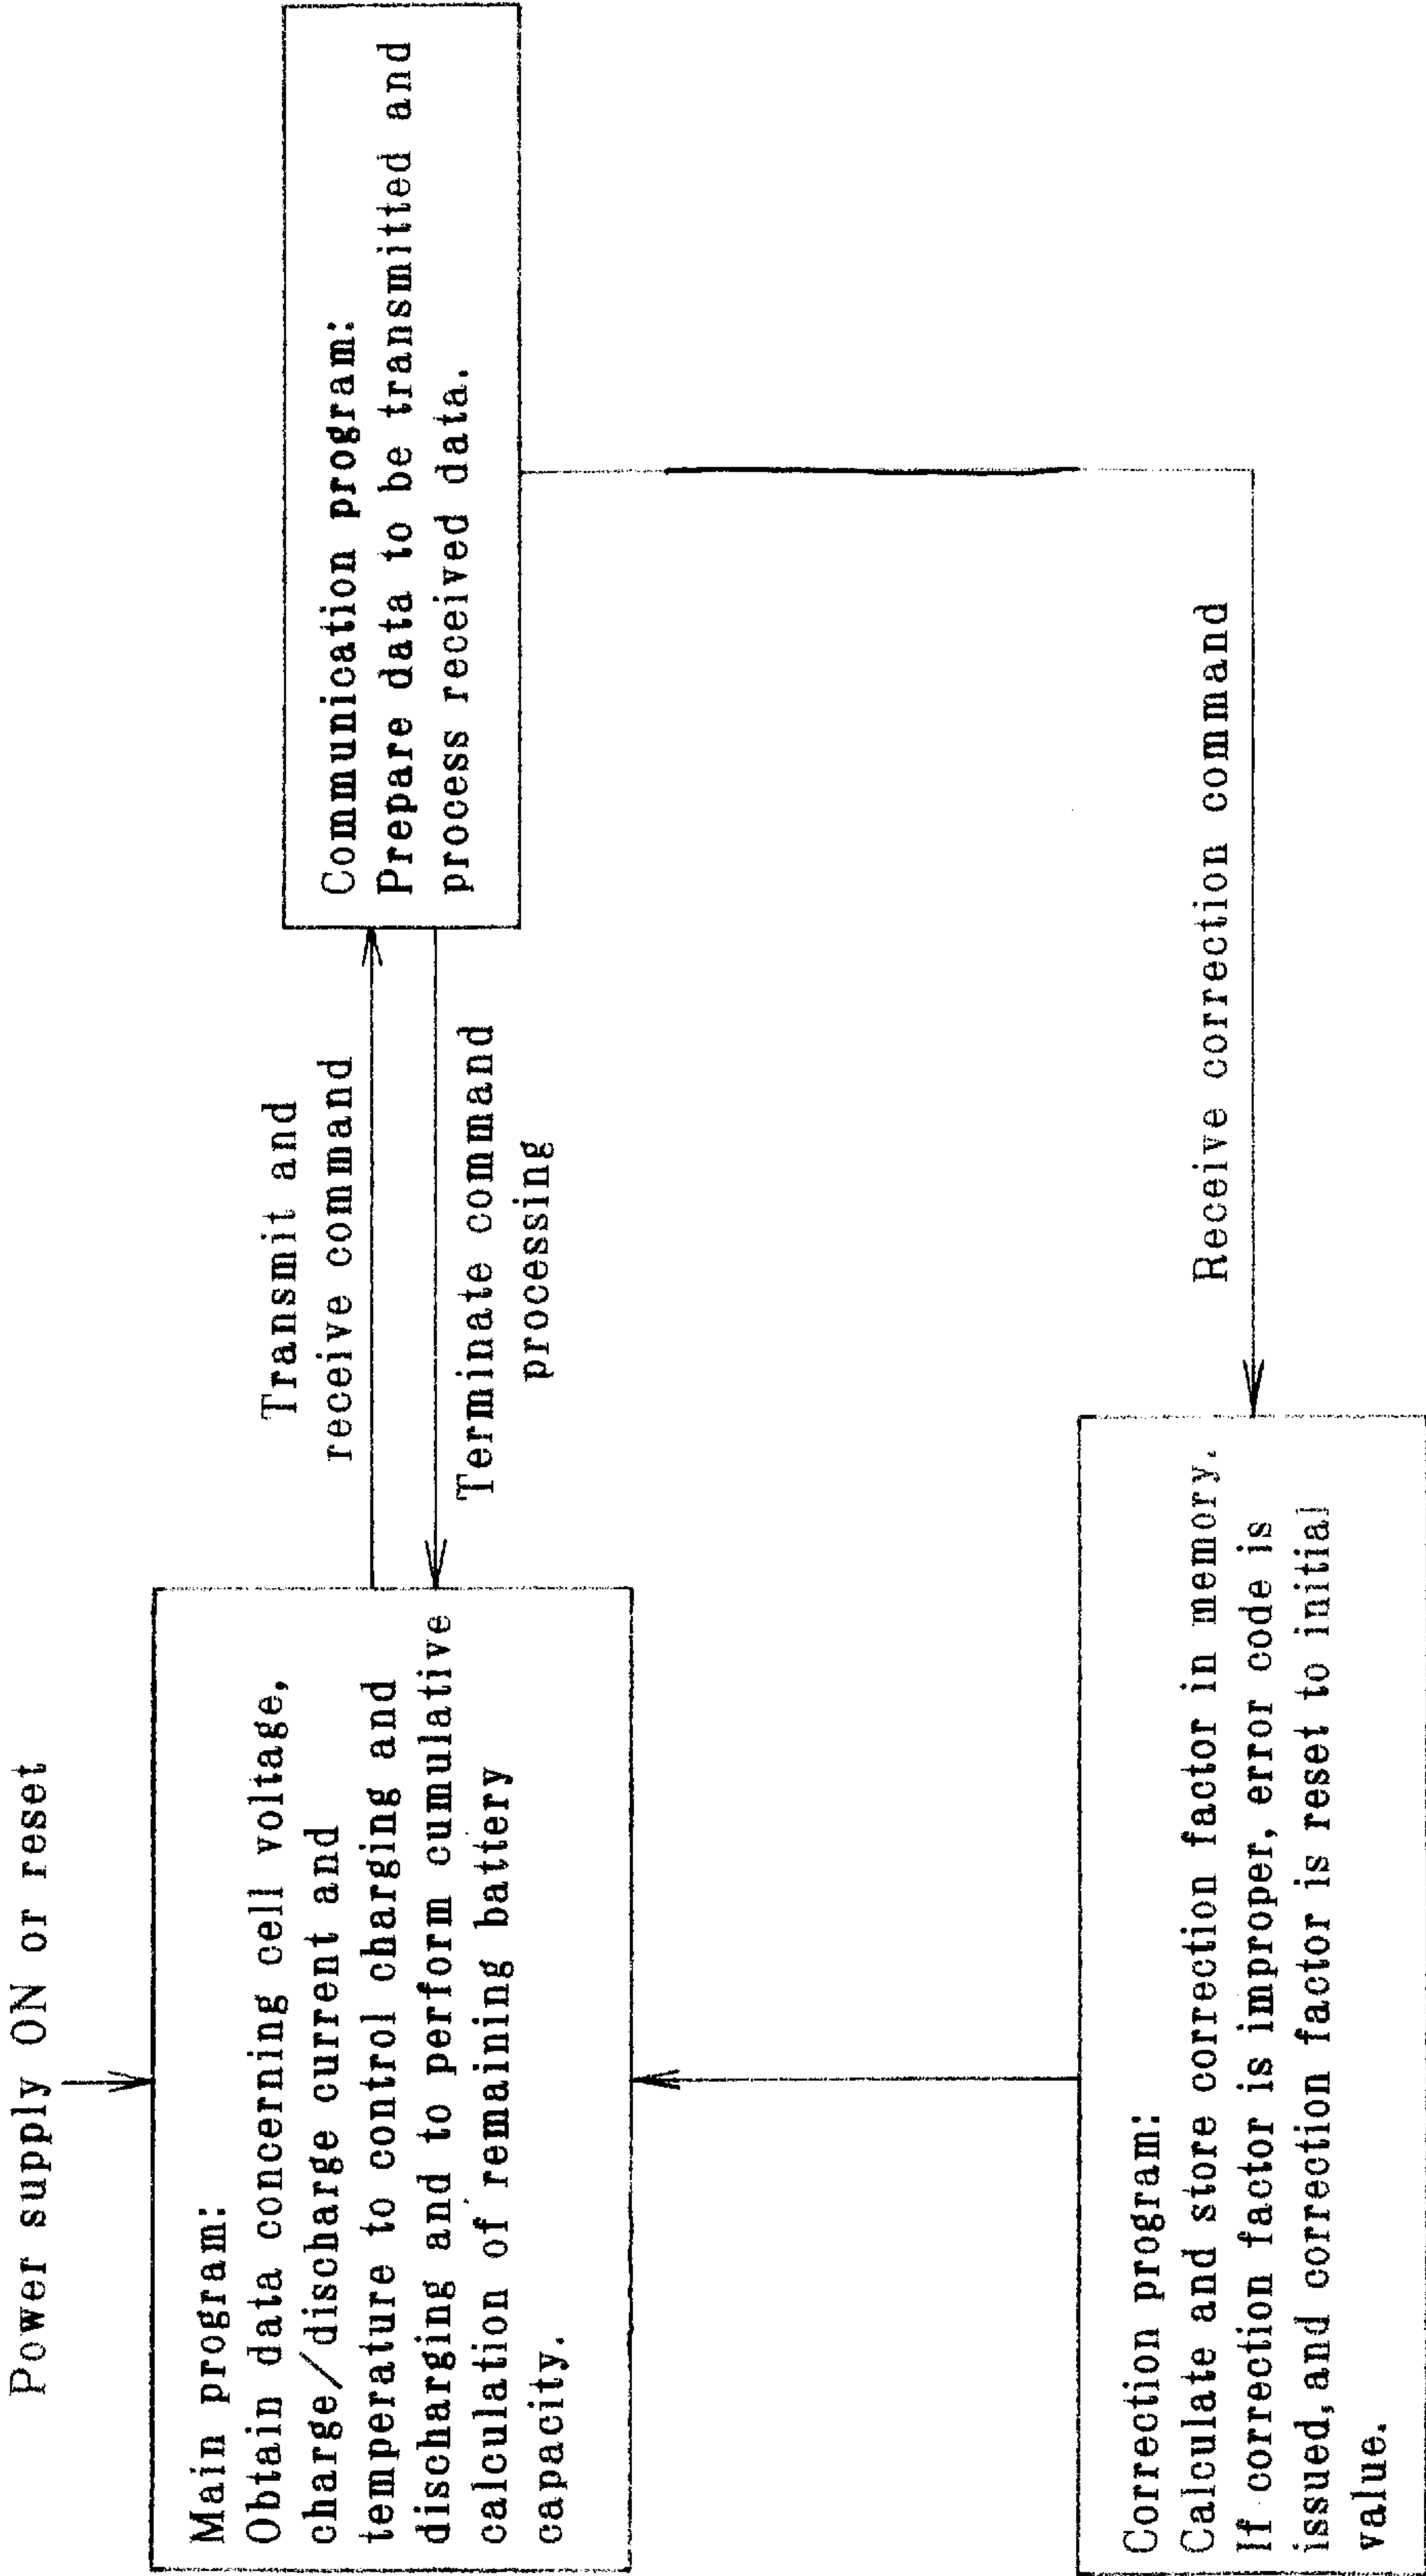 Power supply ON or reset
Main program:
Obtain data concerning cell voltage,
charge/discharge current and
temperature to control charging and
discharging and to perform cumulative
calculation of remaining battery
capacity.
Transmit and
receive command
Terminate command
processing
Communication program:
Prepare data to be transmitted and
process received data.
Receive correction command
Correction program:
Calculate and store correction factor in memory.
If correction factor is improper, error code is
issued, and correction factor is reset to initial
value.